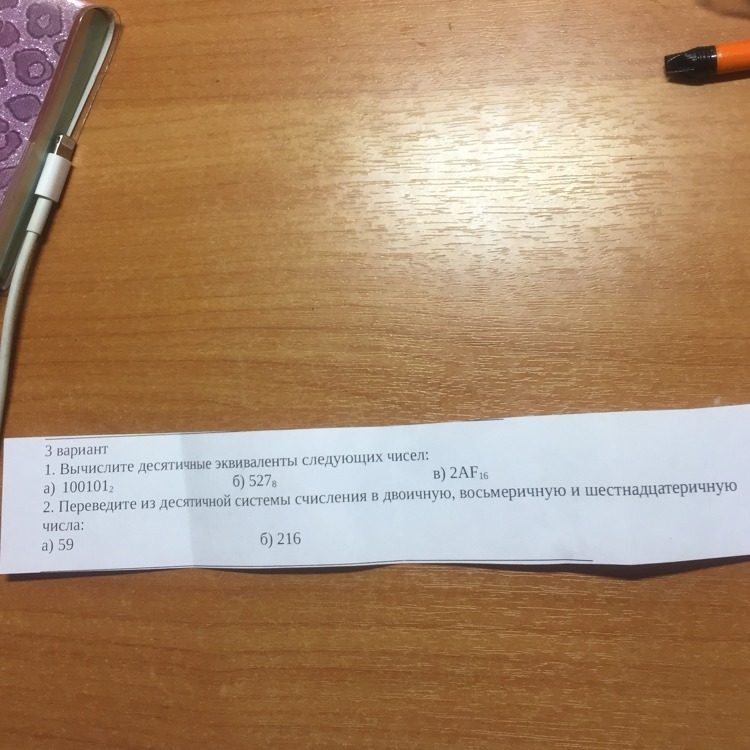 3 вариант
1. Вычислите десятичные эквиваленты следующих чисел:
а) 100101₂ б) 527₈ в) 2AF₁₆
2. Переведите из десятичной системы счисления в двоичную, восьмеричную и шестнадцатеричную
числа:
а) 59 б) 216